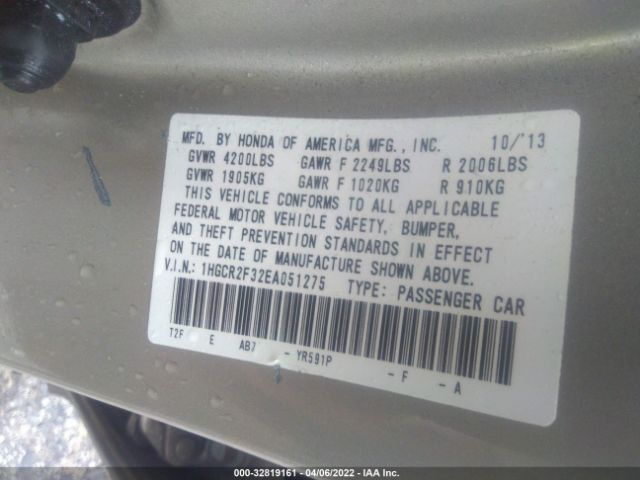 MFD. BY HONDA OF AMERICA MFG., INC. 10/'13
GVWR 4200LBS GAWR F 2249LBS R 2006LBS
GVWR 1905KG GAWR F 1020KG R 910KG
THIS VEHICLE CONFORMS TO ALL APPLICABLE
FEDERAL MOTOR VEHICLE SAFETY, BUMPER,
AND THEFT PREVENTION STANDARDS IN EFFECT
ON THE DATE OF MANUFACTURE SHOWN ABOVE.
V.I.N.: 1HGCR2F32EA051275 TYPE: PASSENGER CAR
T2F E AB7 - YR591P - F - A
000-32819161 - 04/06/2022 - IAA Inc.